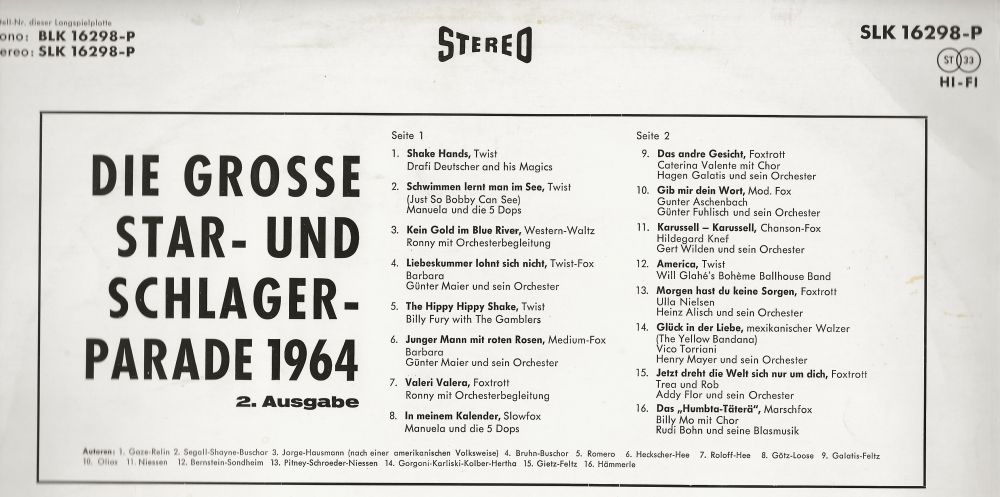 tell-Nr. dieser Langspielplatte
ono: BLK 16298-P
ereo: SLK 16298-P
STEREO
SLK 16298-P
ST 33
HI-FI
DIE GROSSE
STAR- UND
SCHLAGER-
PARADE 1964
2. Ausgabe
Seite 1
1. Shake Hands, Twist
Drafi Deutscher and his Magics
2. Schwimmen lernt man im See, Twist
(Just So Bobby Can See)
Manuela und die 5 Dops
3. Kein Gold im Blue River, Western-Waltz
Ronny mit Orchesterbegleitung
4. Liebeskummer lohnt sich nicht, Twist-Fox
Barbara
Günter Maier und sein Orchester
5. The Hippy Hippy Shake, Twist
Billy Fury with The Gamblers
6. Junger Mann mit roten Rosen, Medium-Fox
Barbara
Günter Maier und sein Orchester
7. Valeri Valera, Foxtrott
Ronny mit Orchesterbegleitung
8. In meinem Kalender, Slowfox
Manuela und die 5 Dops
Seite 2
9. Das andre Gesicht, Foxtrott
Caterina Valente mit Chor
Hagen Galatis und sein Orchester
10. Gib mir dein Wort, Mod. Fox
Gunter Aschenbach
Günter Fuhlisch und sein Orchester
11. Karussell – Karussell, Chanson-Fox
Hildegard Knef
Gert Wilden und sein Orchester
12. America, Twist
Will Glahé's Bohème Ballhouse Band
13. Morgen hast du keine Sorgen, Foxtrott
Ulla Nielsen
Heinz Alisch und sein Orchester
14. Glück in der Liebe, mexikanischer Walzer
(The Yellow Bandana)
Vico Torriani
Henry Mayer und sein Orchester
15. Jetzt dreht die Welt sich nur um dich, Foxtrott
Trea und Rob
Addy Flor und sein Orchester
16. Das „Humbta-Täterä", Marschfox
Billy Mo mit Chor
Rudi Bohn und seine Blasmusik
Autoren: 1. Gaze-Relin 2. Segall-Shayne-Buschor 3. Jorge-Hausmann (nach einer amerikanischen Volksweise) 4. Bruhn-Buschor 5. Romero 6. Heckscher-Hee 7. Roloff-Hee 8. Götz-Loose 9. Galatis-Feltz
10. Olias 11. Niessen 12. Bernstein-Sondheim 13. Pitney-Schroeder-Niessen 14. Gorgoni-Karliski-Kolber-Hertha 15. Gietz-Feltz 16. Hämmerle